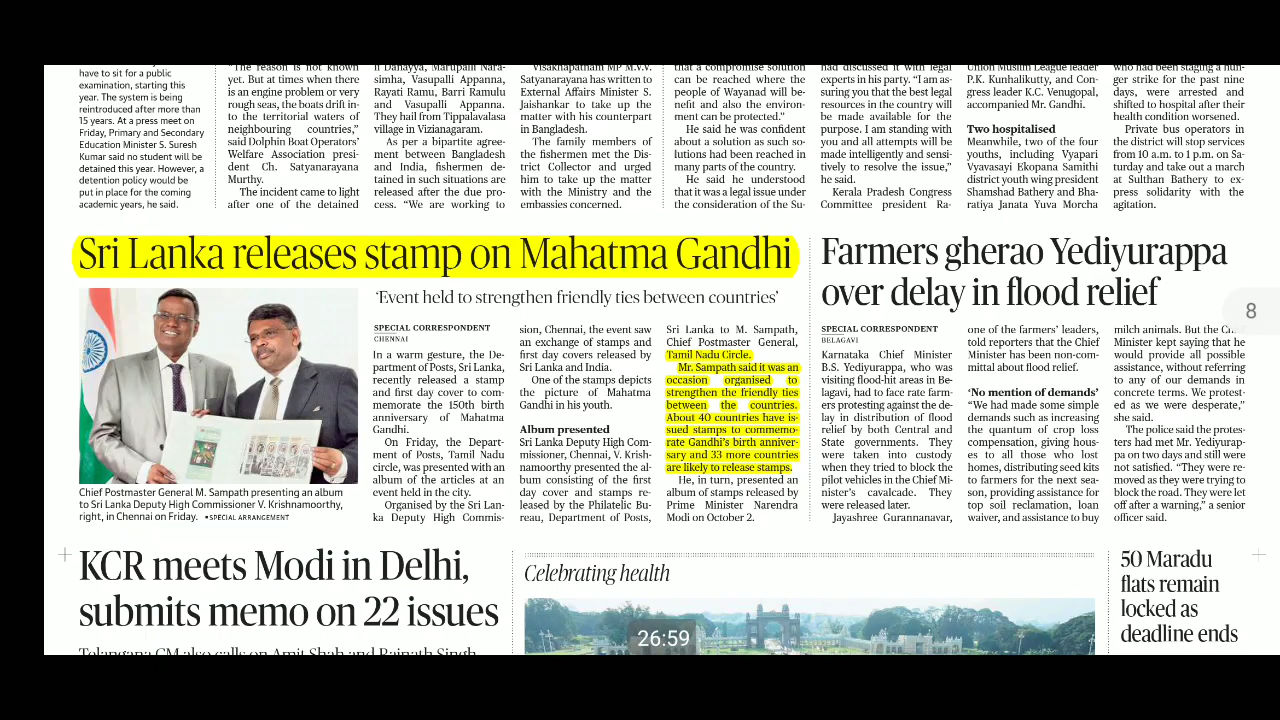 have to sit for a public
examination, starting this
year. The system is being
reintroduced after more than
15 years. At a press meet on
Friday, Primary and Secondary
Education Minister S. Suresh
Kumar said no student will be
detained this year. However, a
detention policy would be
put in place for the coming
academic years, he said.
"The reason is not known
yet. But at times when there
is an engine problem or very
rough seas, the boats drift in-
to the territorial waters of
neighbouring countries,"
said Dolphin Boat Operators'
Welfare Association presi-
dent Ch. Satyanarayana
Murthy.
The incident came to light
after one of the detained
li Danayya, Marupalli Nara-
simha, Vasupalli Appanna,
Rayati Ramu, Barri Ramulu
and Vasupalli Appanna.
They hail from Tippalavalasa
village in Vizianagaram.
As per a bipartite agree-
ment between Bangladesh
and India, fishermen de-
tained in such situations are
released after the due pro-
cess. "We are working to
Visakhapatnam MP M.V.V.
Satyanarayana has written to
External Affairs Minister S.
Jaishankar to take up the
matter with his counterpart
in Bangladesh.
The family members of
the fishermen met the Dis-
trict Collector and urged
him to take up the matter
with the Ministry and the
embassies concerned.
that a compromise solution
can be reached where the
people of Wayanad will be-
nefit and also the environ-
ment can be protected."
He said he was confident
about a solution as such so-
lutions had been reached in
many parts of the country.
He said he understood
that it was a legal issue under
the consideration of the Su-
had discussed it with legal
experts in his party. "I am as-
suring you that the best legal
resources in the country will
be made available for the
purpose. I am standing with
you and all attempts will be
made intelligently and sensi-
tively to resolve the issue,"
he said.
Kerala Pradesh Congress
Committee president Ra-
Union Muslim League leader
P.K. Kunhalikutty, and Con-
gress leader K.C. Venugopal,
accompanied Mr. Gandhi.
Two hospitalised
Meanwhile, two of the four
youths, including Vyapari
Vyavasayi Ekopana Samithi
district youth wing president
Shamshad Bathery and Bha-
ratiya Janata Yuva Morcha
who had been staging a hun-
ger strike for the past nine
days, were arrested and
shifted to hospital after their
health condition worsened.
Private bus operators in
the district will stop services
from 10 a.m. to 1 p.m. on Sa-
turday and take out a march
at Sulthan Bathery to ex-
press solidarity with the
agitation.
Sri Lanka releases stamp on Mahatma Gandhi
'Event held to strengthen friendly ties between countries'
Chief Postmaster General M. Sampath presenting an album
to Sri Lanka Deputy High Commissioner V. Krishnamoorthy,
right, in Chennai on Friday. •SPECIAL ARRANGEMENT
SPECIAL CORRESPONDENT
CHENNAI
In a warm gesture, the De-
partment of Posts, Sri Lanka,
recently released a stamp
and first day cover to com-
memorate the 150th birth
anniversary of Mahatma
Gandhi.
On Friday, the Depart-
ment of Posts, Tamil Nadu
circle, was presented with an
album of the articles at an
event held in the city.
Organised by the Sri Lan-
ka Deputy High Commis-
sion, Chennai, the event saw
an exchange of stamps and
first day covers released by
Sri Lanka and India.
One of the stamps depicts
the picture of Mahatma
Gandhi in his youth.
Album presented
Sri Lanka Deputy High Com-
missioner, Chennai, V. Krish-
namoorthy presented the al-
bum consisting of the first
day cover and stamps re-
leased by the Philatelic Bu-
reau, Department of Posts,
Sri Lanka to M. Sampath,
Chief Postmaster General,
Tamil Nadu Circle.
Mr. Sampath said it was an
occasion organised to
strengthen the friendly ties
between the countries.
About 40 countries have is-
sued stamps to commemo-
rate Gandhi's birth anniver-
sary and 33 more countries
are likely to release stamps.
He, in turn, presented an
album of stamps released by
Prime Minister Narendra
Modi on October 2.
Farmers gherao Yediyurappa
over delay in flood relief
SPECIAL CORRESPONDENT
BELAGAVI
Karnataka Chief Minister
B.S. Yediyurappa, who was
visiting flood-hit areas in Be-
lagavi, had to face rate farm-
ers protesting against the de-
lay in distribution of flood
relief by both Central and
State governments. They
were taken into custody
when they tried to block the
pilot vehicles in the Chief Mi-
nister's cavalcade. They
were released later.
Jayashree Gurannanavar,
one of the farmers' leaders,
told reporters that the Chief
Minister has been non-com-
mittal about flood relief.
'No mention of demands'
"We had made some simple
demands such as increasing
the quantum of crop loss
compensation, giving hous-
es to all those who lost
homes, distributing seed kits
to farmers for the next sea-
son, providing assistance for
top soil reclamation, loan
waiver, and assistance to buy
milch animals. But the
Minister kept saying that he
would provide all possible
assistance, without referring
to any of our demands in
concrete terms. We protest-
ed as we were desperate,"
she said.
The police said the protes-
ters had met Mr. Yediyurap-
pa on two days and still were
not satisfied. "They were re-
moved as they were trying to
block the road. They were let
off after a warning," a senior
officer said.
8
KCR meets Modi in Delhi,
submits memo on 22 issues
Telangana CM also calls on Amit Shah and Rajnath Singh
Celebrating health
26:59
50 Maradu
flats remain
locked as
deadline ends